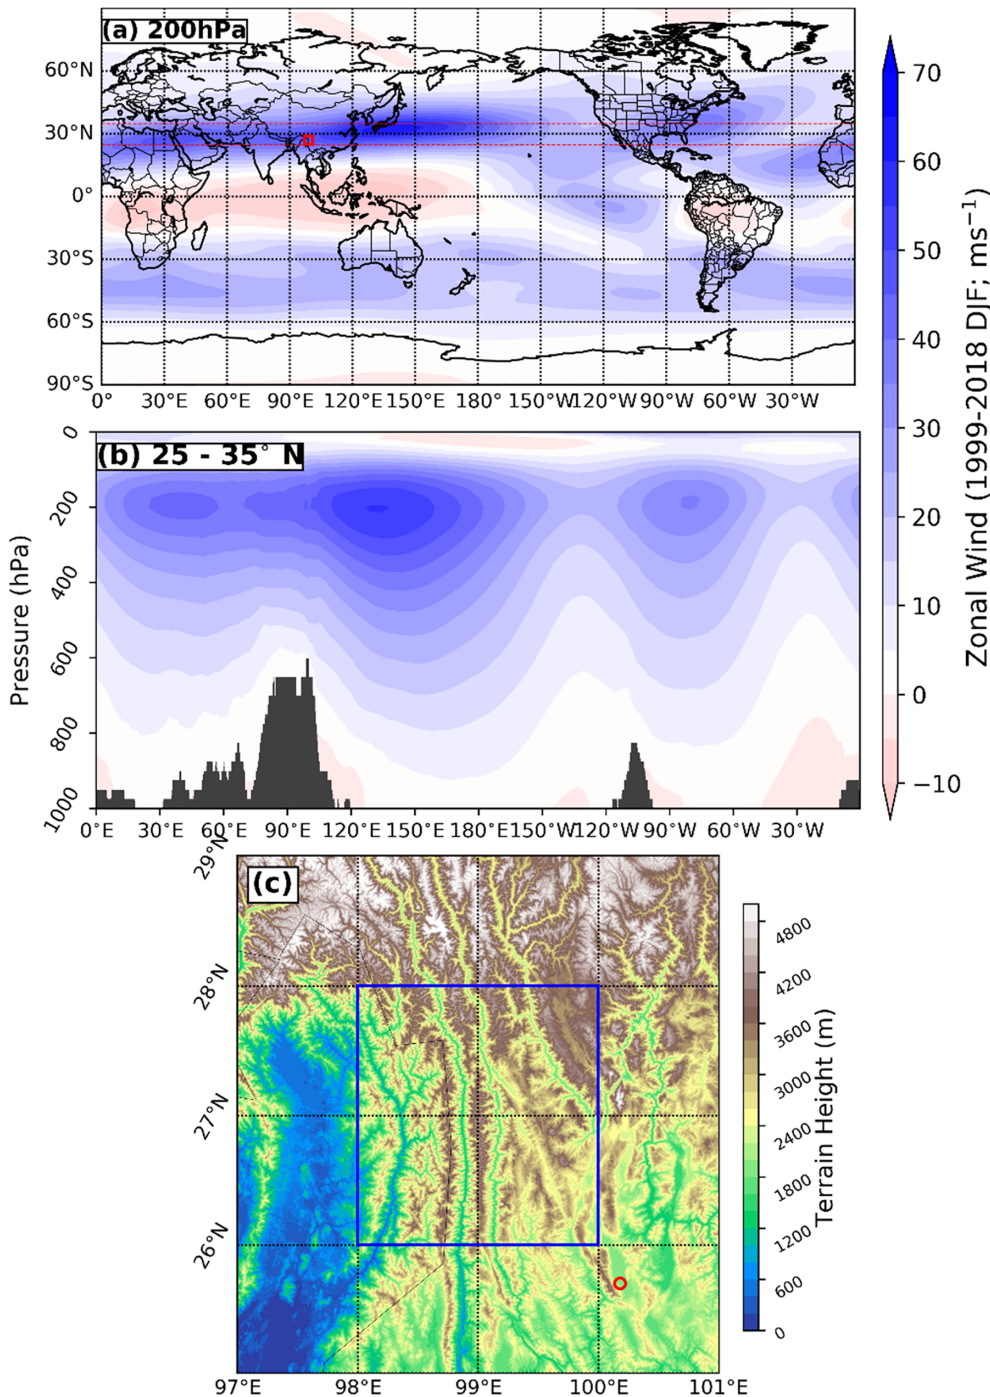 (a) 200hPa
60°N
30°N
0°
30°S
60°S
90°S
0° 30°E 60°E 90°E 120°E 150°E 180° 150°W 120°W 90°W 60°W 30°W
70
60
50
40
30
20
10
0
−10
Zonal Wind (1999-2018 DJF; ms⁻¹)
(b) 25 - 35° N
0
200
400
600
800
1000
Pressure (hPa)
0°E 30°E 60°E 90°E 120°E 150°E 180° 150°W 120°W 90°W 60°W 30°W
(c)
29°N
28°N
27°N
26°N
97°E 98°E 99°E 100°E 101°E
4800
4200
3600
3000
2400
1800
1200
600
0
Terrain Height (m)